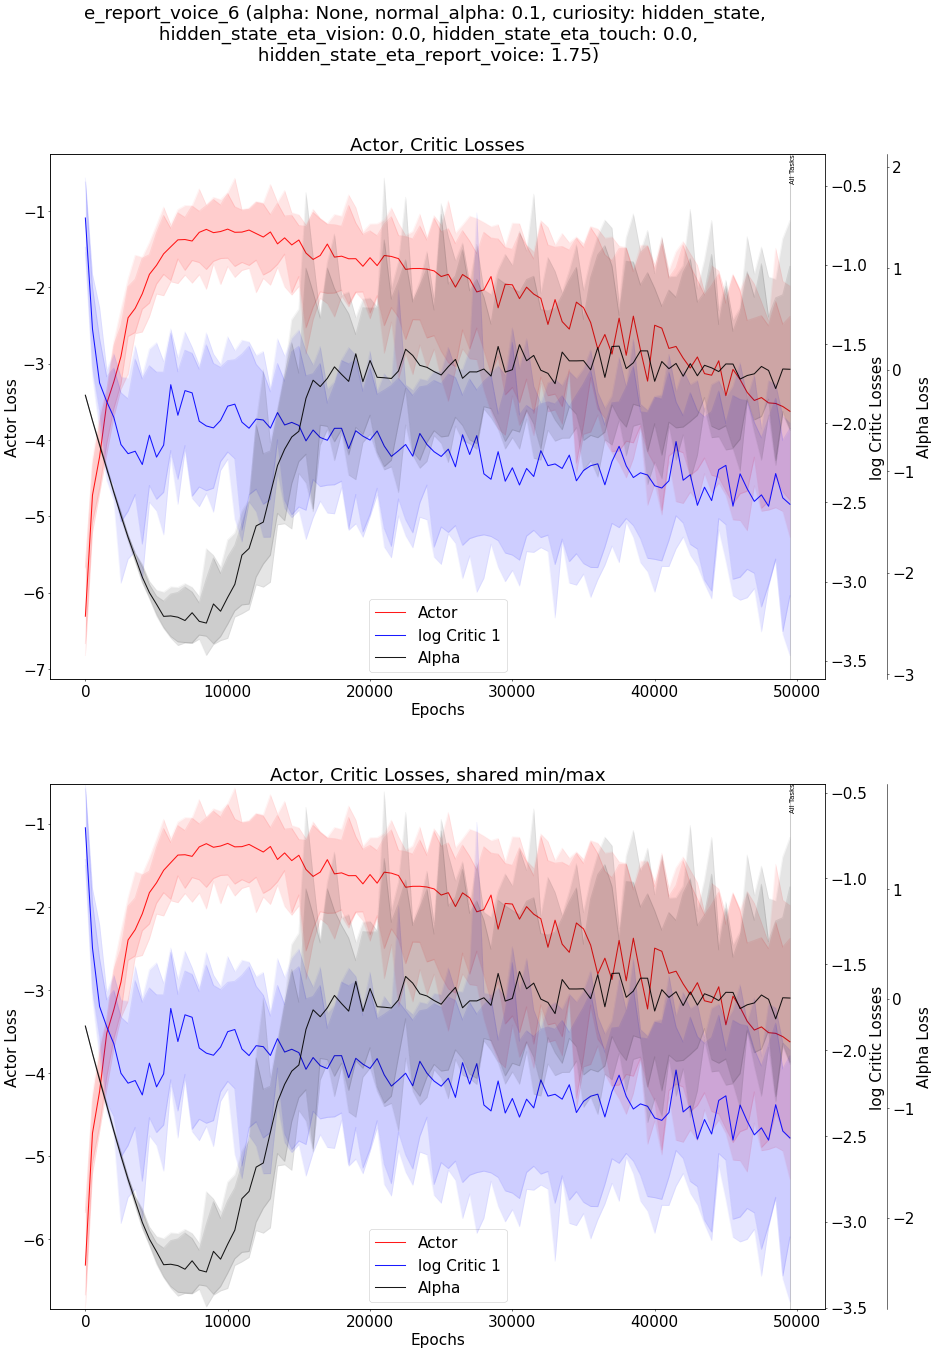 e_report_voice_6 (alpha: None, normal_alpha: 0.1, curiosity: hidden_state,
hidden_state_eta_vision: 0.0, hidden_state_eta_touch: 0.0,
hidden_state_eta_report_voice: 1.75)
Actor, Critic Losses
All Tasks
−1
−2
−3
−4
−5
−6
−7
Actor Loss
−0.5
−1.0
−1.5
−2.0
−2.5
−3.0
−3.5
log Critic Losses
2
1
0
−1
−2
−3
Alpha Loss
Actor
log Critic 1
Alpha
0
10000
20000
30000
40000
50000
Epochs
Actor, Critic Losses, shared min/max
All Tasks
−1
−2
−3
−4
−5
−6
Actor Loss
−0.5
−1.0
−1.5
−2.0
−2.5
−3.0
−3.5
log Critic Losses
1
0
−1
−2
Alpha Loss
Actor
log Critic 1
Alpha
0
10000
20000
30000
40000
50000
Epochs